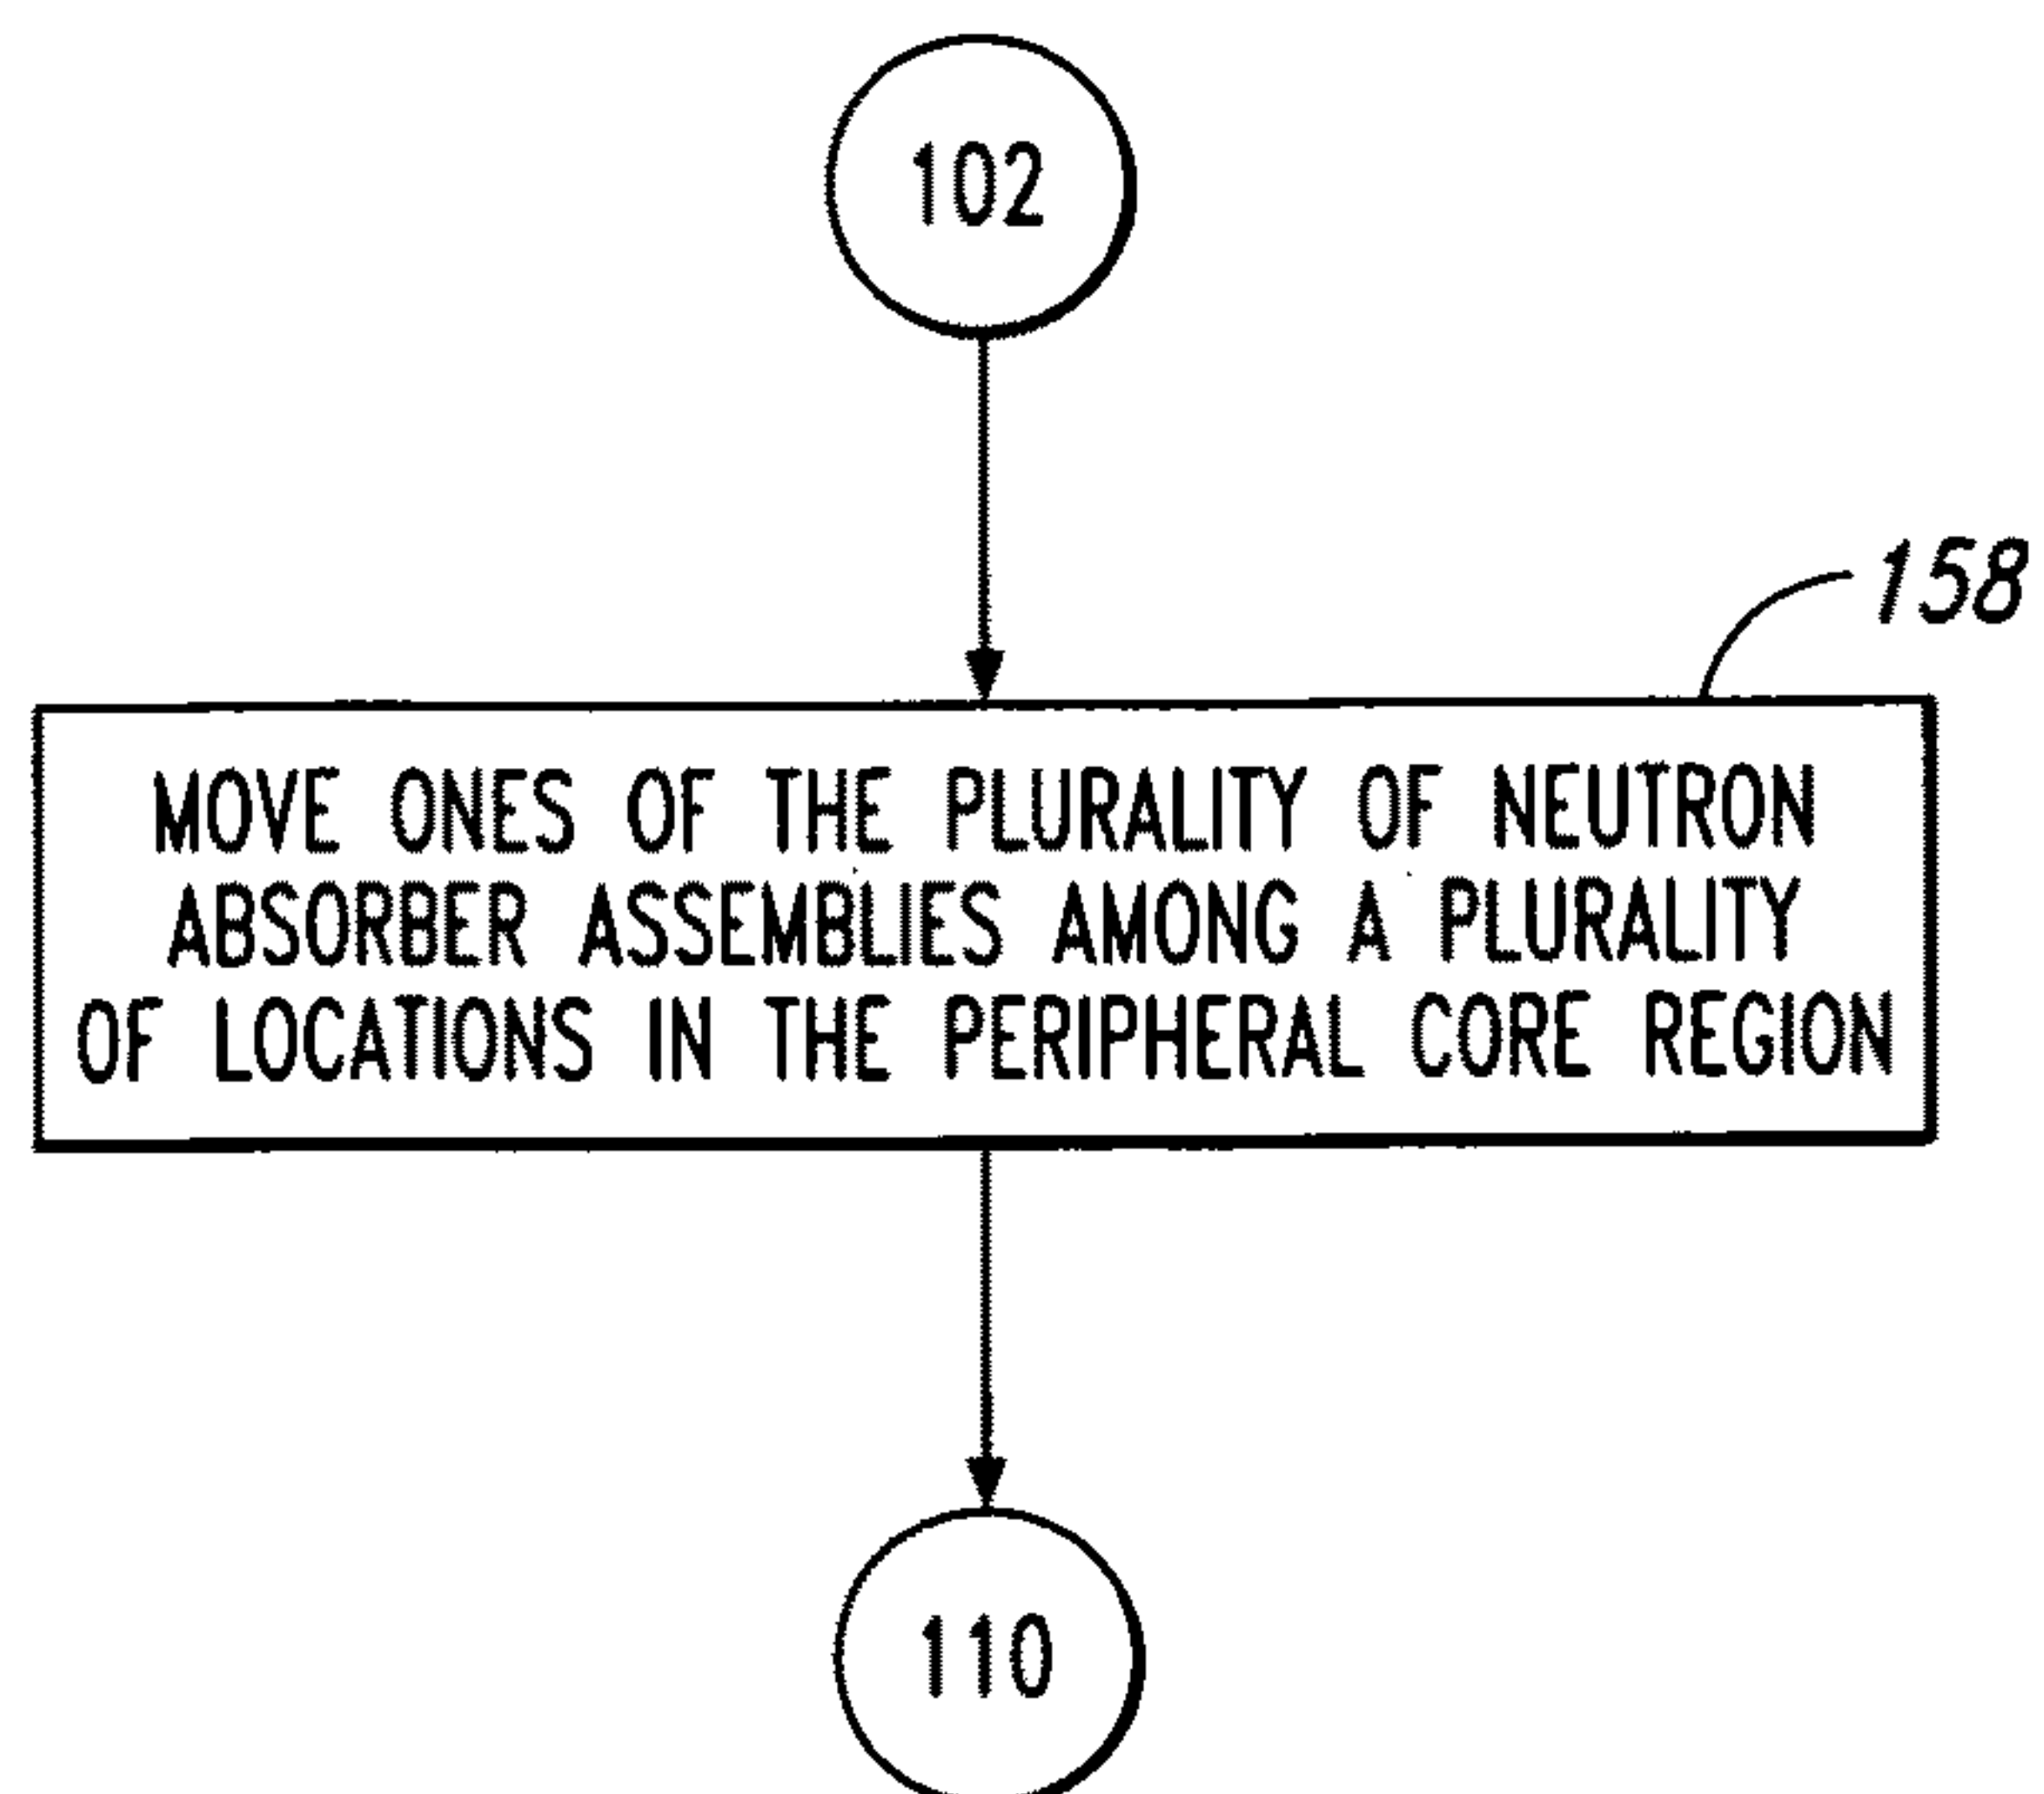 102
158
MOVE ONES OF THE PLURALITY OF NEUTRON
ABSORBER ASSEMBLIES AMONG A PLURALITY
OF LOCATIONS IN THE PERIPHERAL CORE REGION
110